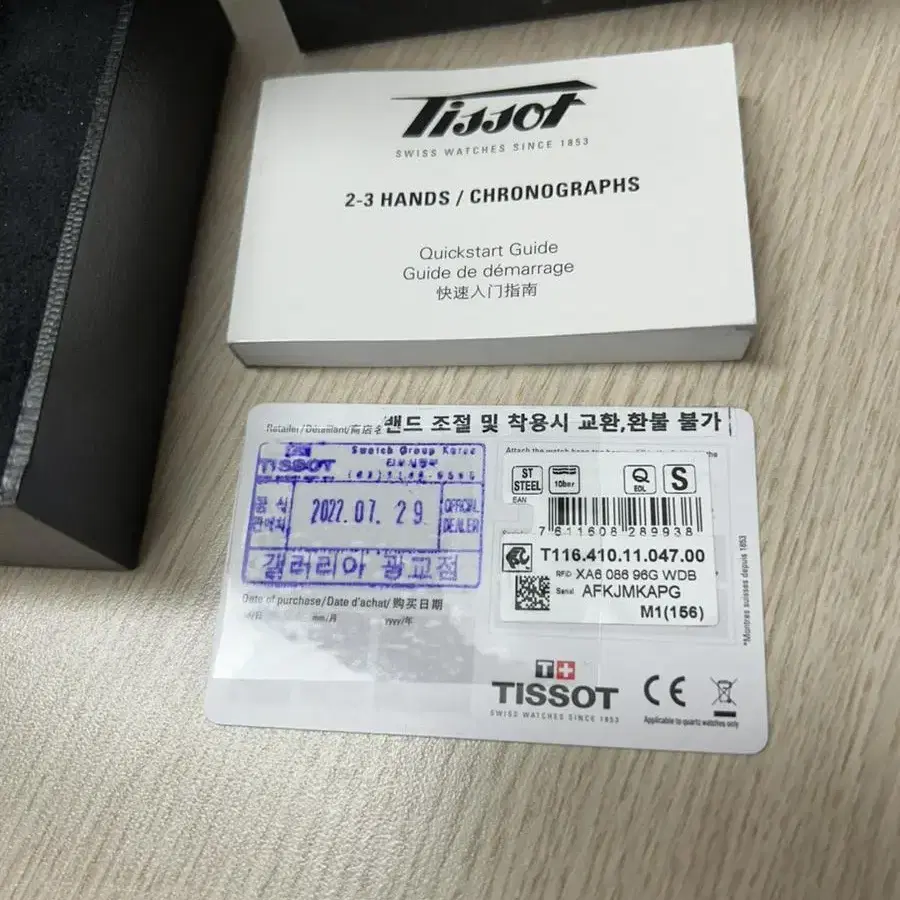 Tissot
SWISS WATCHES SINCE 1853
2-3 HANDS / CHRONOGRAPHS
Quickstart Guide
Guide de démarrage
快速入门指南
Retailer/Détaillant/商店名
밴드 조절 및 착용시 교환,환불 불가
Attach the watch
Swatch Group Korea
TISSOT
공식
판매처
2022.07.29
OFFICIAL
DEALER
갤러리아 광교점
Date of purchase/Date d'achat/购买日期
mm/月
yyyy/年
ST
STEEL
10bar
Q
EOL
S
EAN
7 611608 289938
T116.410.11.047.00
RFID XA6 086 96G WDB
Serial AFKJMKAPG
M1(156)
*Montres suisses depuis 1853
T+
TISSOT
SWISS WATCHES SINCE 1853
CE
Applicable to quartz watches only